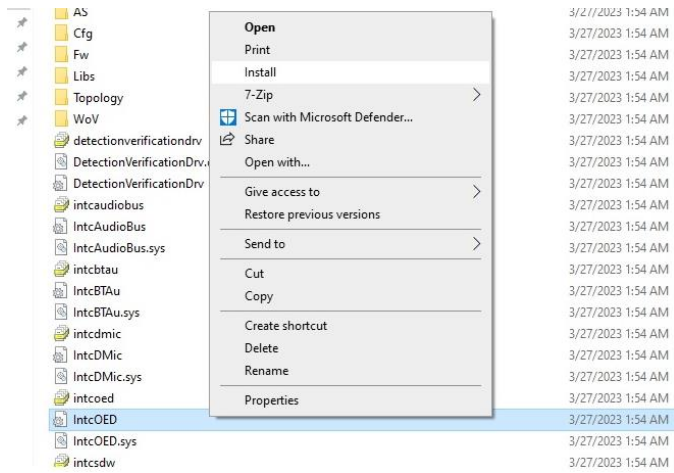 AS 3/27/2023 1:54 AM
Cfg Open 3/27/2023 1:54 AM
Fw Print 3/27/2023 1:54 AM
Libs Install 3/27/2023 1:54 AM
Topology 7-Zip 3/27/2023 1:54 AM
WoV Scan with Microsoft Defender... 3/27/2023 1:54 AM
detectionverificationdrv Share 3/27/2023 1:54 AM
DetectionVerificationDrv. Open with... 3/27/2023 1:54 AM
DetectionVerificationDrv Give access to 3/27/2023 1:54 AM
intcaudiobus Restore previous versions 3/27/2023 1:54 AM
IntcAudioBus 3/27/2023 1:54 AM
IntcAudioBus.sys Send to 3/27/2023 1:54 AM
intcbtau Cut 3/27/2023 1:54 AM
IntcBTAu Copy 3/27/2023 1:54 AM
IntcBTAu.sys Create shortcut 3/27/2023 1:54 AM
intcdmic Delete 3/27/2023 1:54 AM
IntcDMic Rename 3/27/2023 1:54 AM
IntcDMic.sys 3/27/2023 1:54 AM
intcoed Properties 3/27/2023 1:54 AM
IntcOED 3/27/2023 1:54 AM
IntcOED.sys 3/27/2023 1:54 AM
intcsdw 3/27/2023 1:54 AM